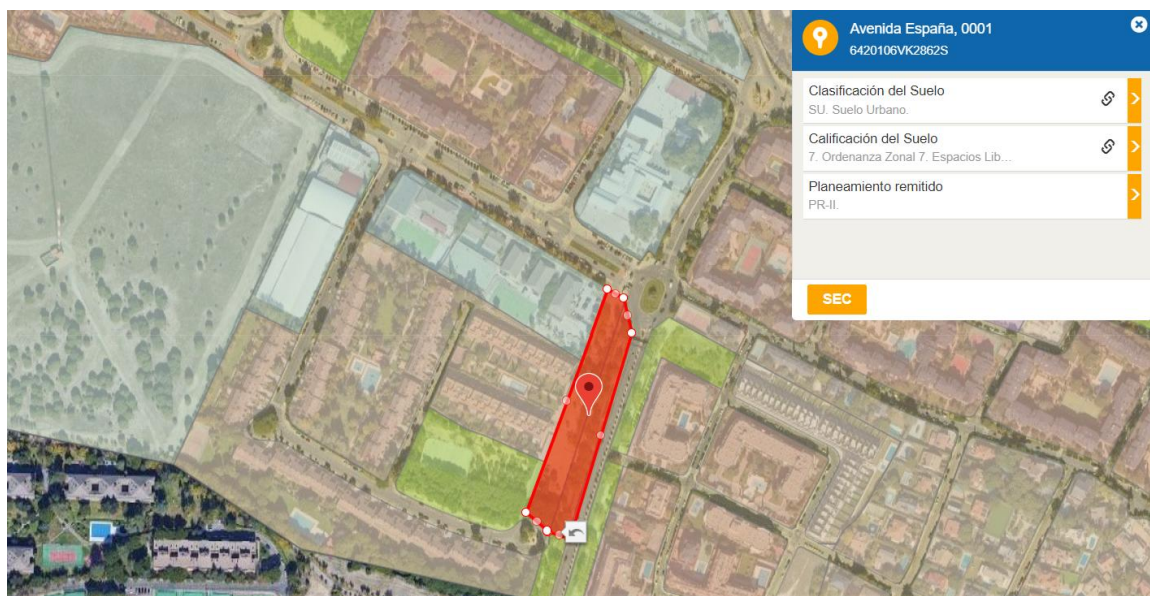 Avenida España, 0001
6420106VK2862S
Clasificación del Suelo
SU. Suelo Urbano.
Calificación del Suelo
7. Ordenanza Zonal 7. Espacios Lib...
Planeamiento remitido
PR-II.
SEC